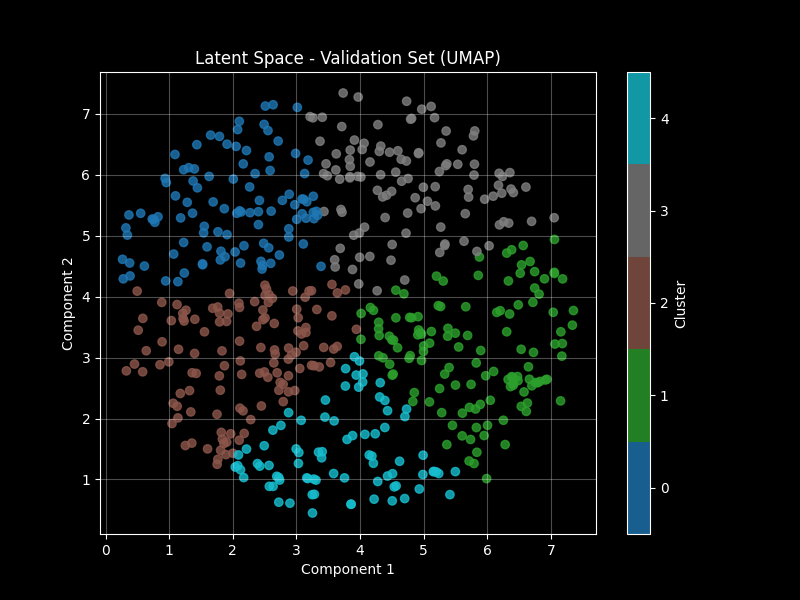 Latent Space - Validation Set (UMAP)
7
6
5
4
3
2
1
Component 2
0 1 2 3 4 5 6 7
Component 1
4
3
2
1
0
Cluster